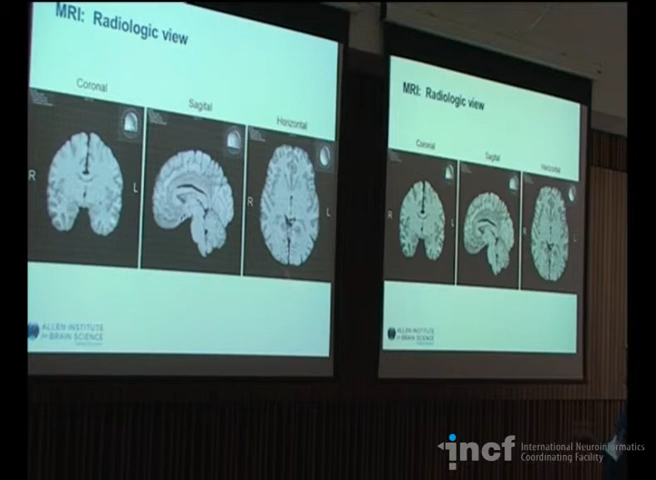 MRI: Radiologic view
Coronal
Sagital
Horizontal
R
L
R
L
ALLEN INSTITUTE
for BRAIN SCIENCE
MRI: Radiologic view
Coronal
Sagital
Horizontal
R
L
R
L
ALLEN INSTITUTE
for BRAIN SCIENCE
incf
International Neuroinformatics
Coordinating Facility